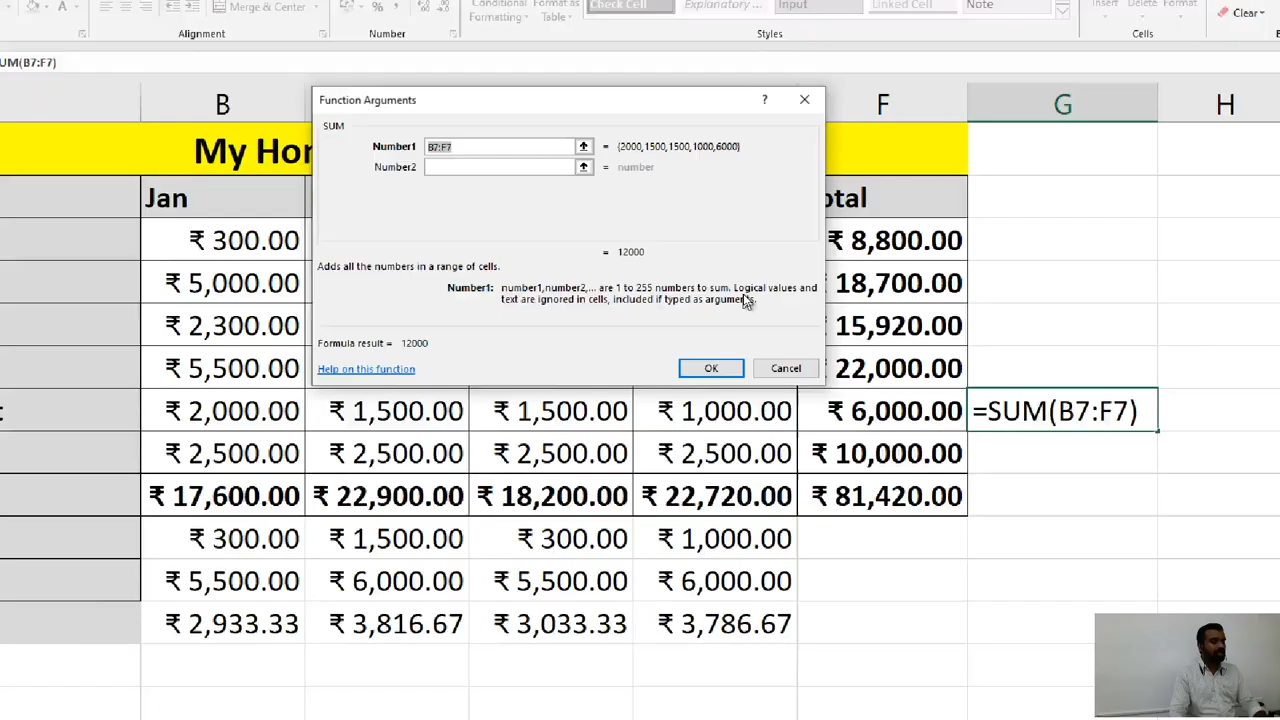 Merge & Center
%
Conditional
Formatting
Format as
Table
Check Cell
Explanatory ...
Input
Linked Cell
Note
Insert
Delete
Format
Clear
Alignment
Number
Styles
Cells
UM(B7:F7)
B
F
G
H
My Hor
Jan
otal
₹ 300.00
₹ 8,800.00
₹ 5,000.00
₹ 18,700.00
₹ 2,300.00
₹ 15,920.00
₹ 5,500.00
₹ 22,000.00
₹ 2,000.00
₹ 1,500.00
₹ 1,500.00
₹ 1,000.00
₹ 6,000.00
=SUM(B7:F7)
₹ 2,500.00
₹ 2,500.00
₹ 2,500.00
₹ 2,500.00
₹ 10,000.00
₹ 17,600.00
₹ 22,900.00
₹ 18,200.00
₹ 22,720.00
₹ 81,420.00
₹ 300.00
₹ 1,500.00
₹ 300.00
₹ 1,000.00
₹ 5,500.00
₹ 6,000.00
₹ 5,500.00
₹ 6,000.00
₹ 2,933.33
₹ 3,816.67
₹ 3,033.33
₹ 3,786.67
Function Arguments
?
SUM
Number1
B7:F7
= {2000,1500,1500,1000,6000}
Number2
= number
= 12000
Adds all the numbers in a range of cells.
Number1: number1,number2,... are 1 to 255 numbers to sum. Logical values and
text are ignored in cells, included if typed as arguments.
Formula result = 12000
Help on this function
OK
Cancel